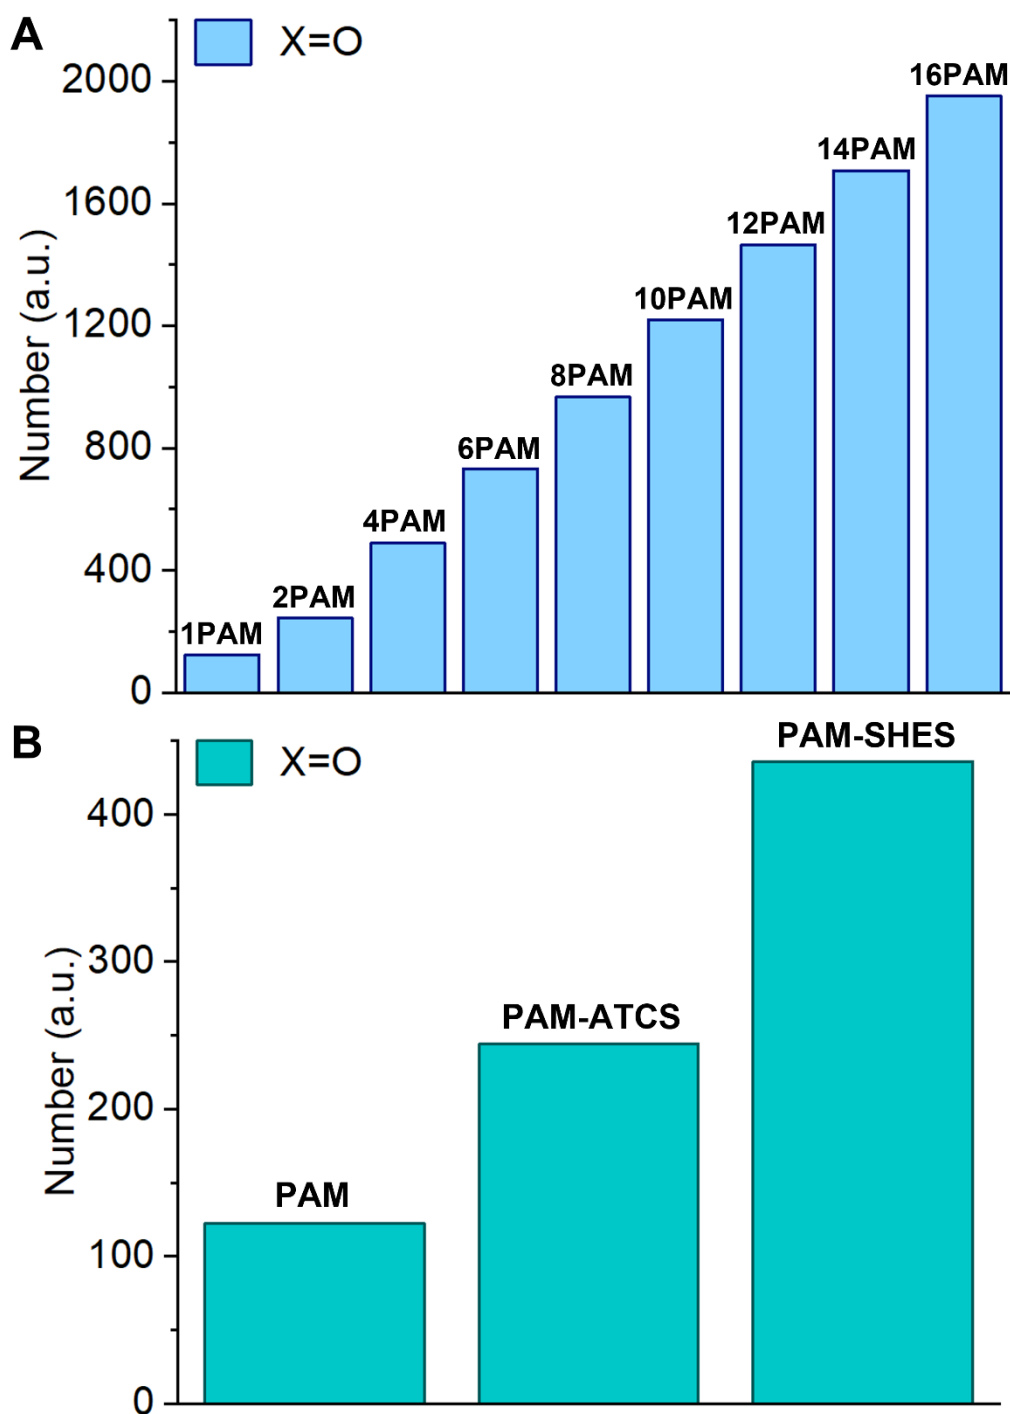 A
X=O
2000
1600
1200
800
400
0
Number (a.u.)
1PAM
2PAM
4PAM
6PAM
8PAM
10PAM
12PAM
14PAM
16PAM
B
X=O
400
300
200
100
0
Number (a.u.)
PAM
PAM-ATCS
PAM-SHES